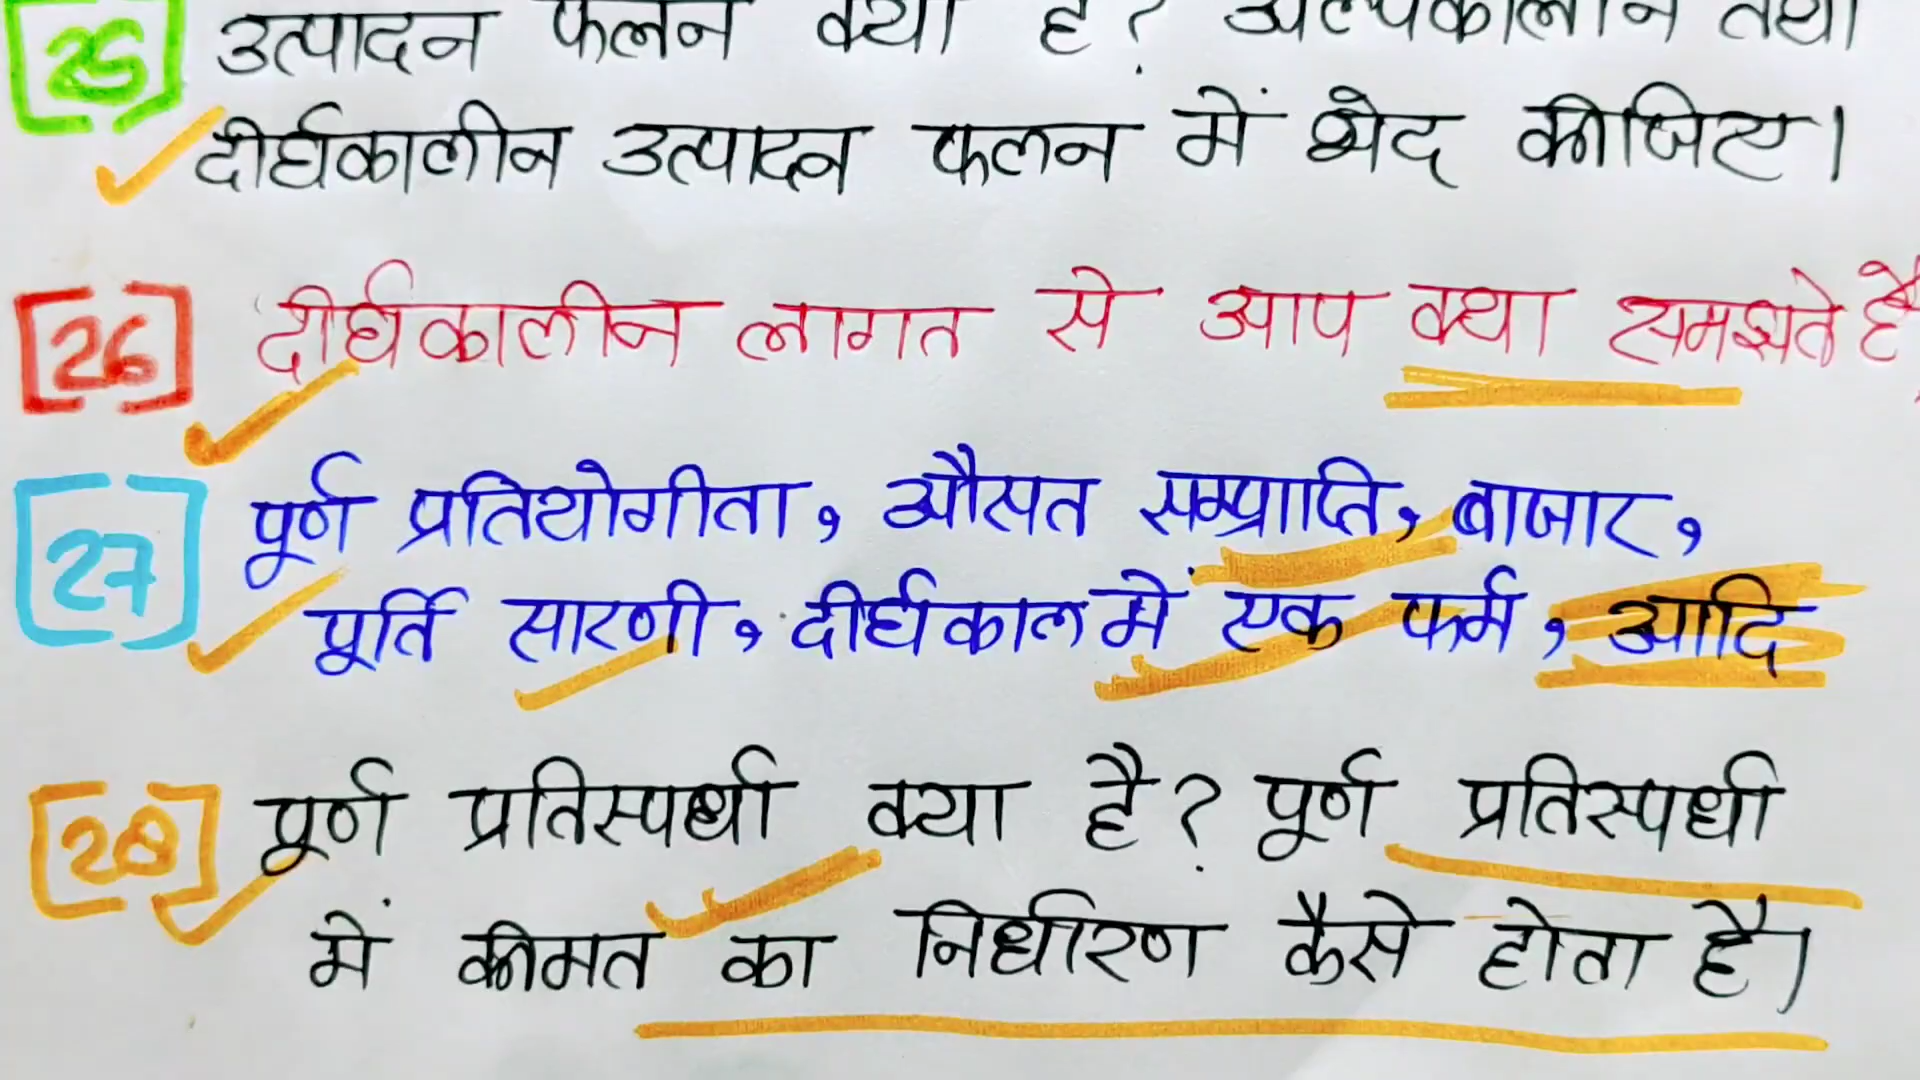 25 उत्पादन फलन क्या है? अल्पकालीन तथा
दीर्घकालीन उत्पादन फलन में भेद कीजिए।
26 दीर्घकालीन लागत से आप क्या समझते है
27 पूर्ण प्रतियोगीता, औसत सम्प्राप्ति, बाजार,
पूर्ति सारणी, दीर्घकाल में एक फर्म, आदि
28 पूर्ण प्रतिस्पर्धा क्या है? पूर्ण प्रतिस्पर्धा
में कीमत का निर्धारण कैसे होता है।